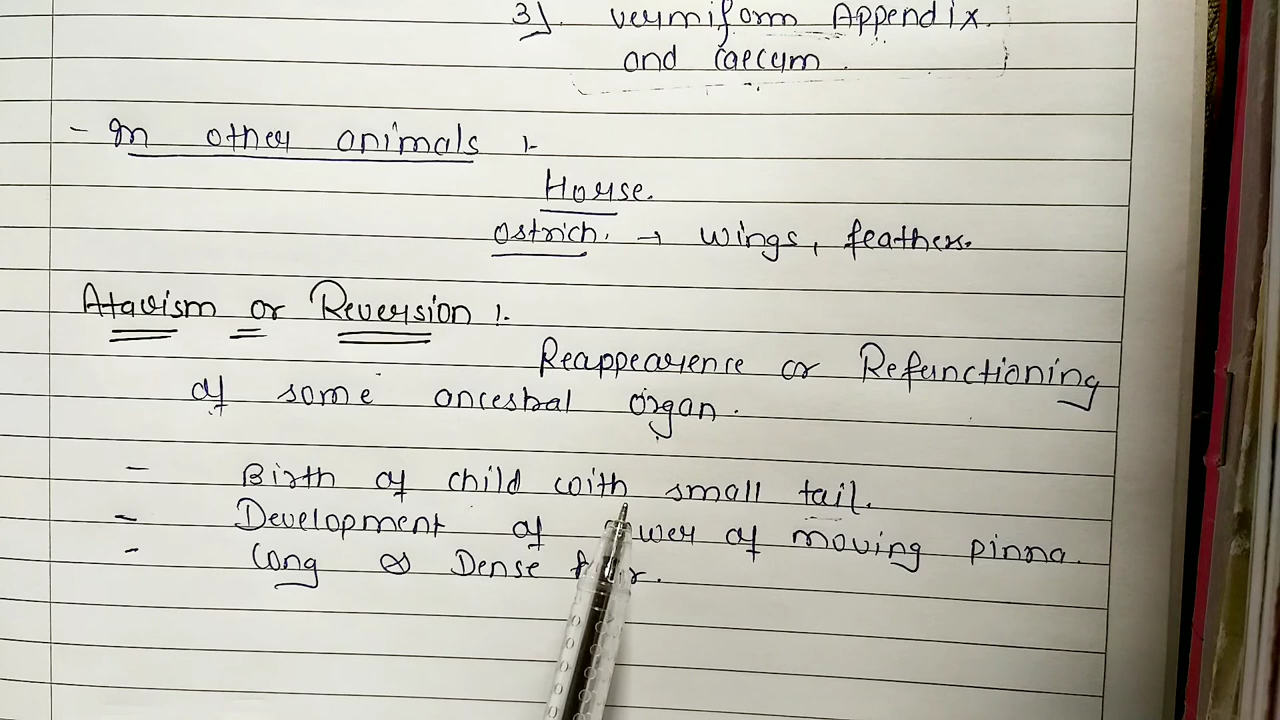 3). vermiform Appendix.
and Caecum.
- In other animals :-
Horse.
Ostrich. → wings, feathers.
Atavism or Reversion :-
Reappearence or Refunctioning
of some ancestral organ.
- Birth of child with small tail.
- Development of of moving pinna.
- Long & Dense